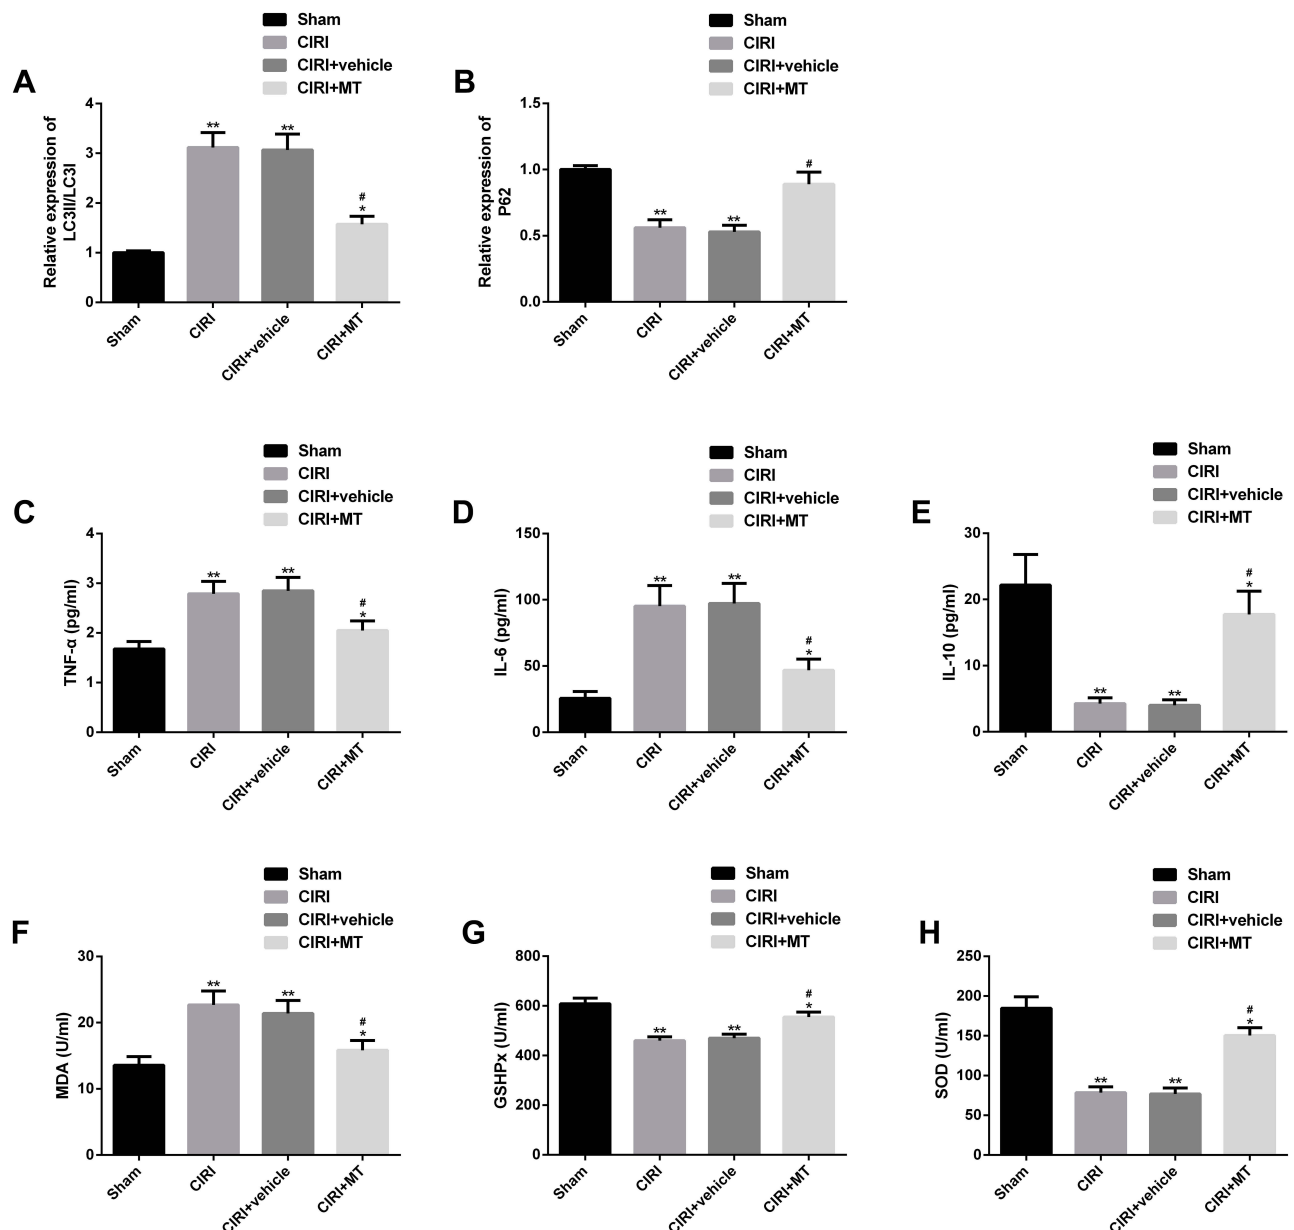 A
Sham
CIRI
CIRI+vehicle
CIRI+MT
Relative expression of
LC3II/LC3I
4
3
2
1
0
**
**
#
*
Sham
CIRI
CIRI+vehicle
CIRI+MT
B
Sham
CIRI
CIRI+vehicle
CIRI+MT
Relative expression of
P62
1.5
1.0
0.5
0.0
**
**
#
Sham
CIRI
CIRI+vehicle
CIRI+MT
C
Sham
CIRI
CIRI+vehicle
CIRI+MT
TNF-α (pg/ml)
4
3
2
1
0
**
**
#
*
Sham
CIRI
CIRI+vehicle
CIRI+MT
D
Sham
CIRI
CIRI+vehicle
CIRI+MT
IL-6 (pg/ml)
150
100
50
0
**
**
#
*
Sham
CIRI
CIRI+vehicle
CIRI+MT
E
Sham
CIRI
CIRI+vehicle
CIRI+MT
IL-10 (pg/ml)
30
20
10
0
**
**
#
*
Sham
CIRI
CIRI+vehicle
CIRI+MT
F
Sham
CIRI
CIRI+vehicle
CIRI+MT
MDA (U/ml)
30
20
10
0
**
**
#
*
Sham
CIRI
CIRI+vehicle
CIRI+MT
G
Sham
CIRI
CIRI+vehicle
CIRI+MT
GSHPx (U/ml)
800
600
400
200
0
**
**
#
*
Sham
CIRI
CIRI+vehicle
CIRI+MT
H
Sham
CIRI
CIRI+vehicle
CIRI+MT
SOD (U/ml)
250
200
150
100
50
0
**
**
#
*
Sham
CIRI
CIRI+vehicle
CIRI+MT